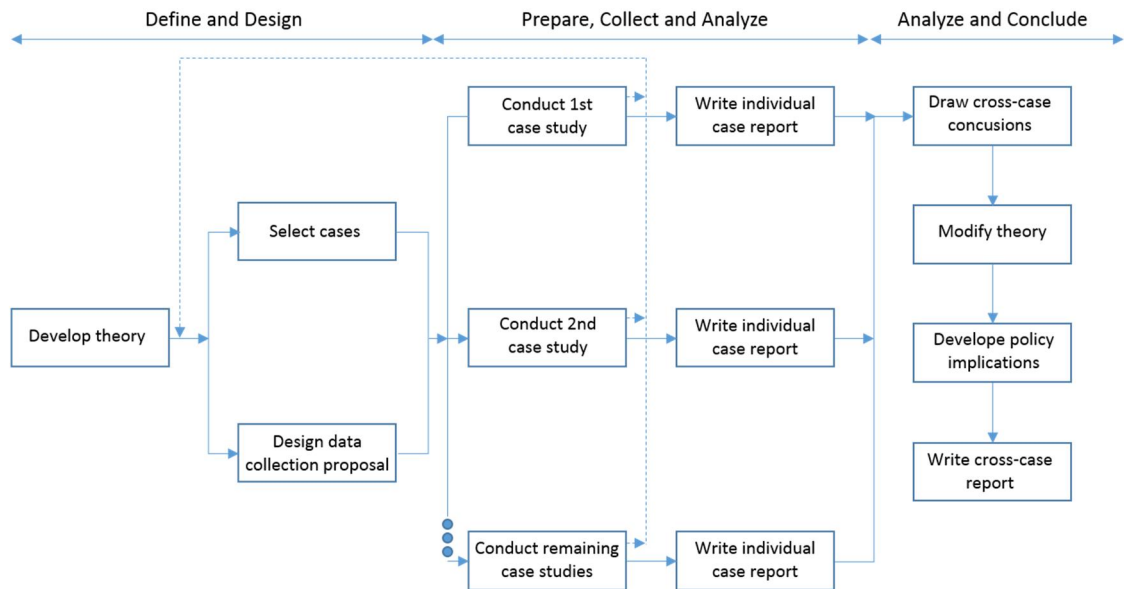 Define and Design
Prepare, Collect and Analyze
Analyze and Conclude
Conduct 1st
case study
Write individual
case report
Draw cross-case
concusions
Select cases
Modify theory
Develop theory
Conduct 2nd
case study
Write individual
case report
Develope policy
implications
Design data
collection proposal
Write cross-case
report
Conduct remaining
case studies
Write individual
case report